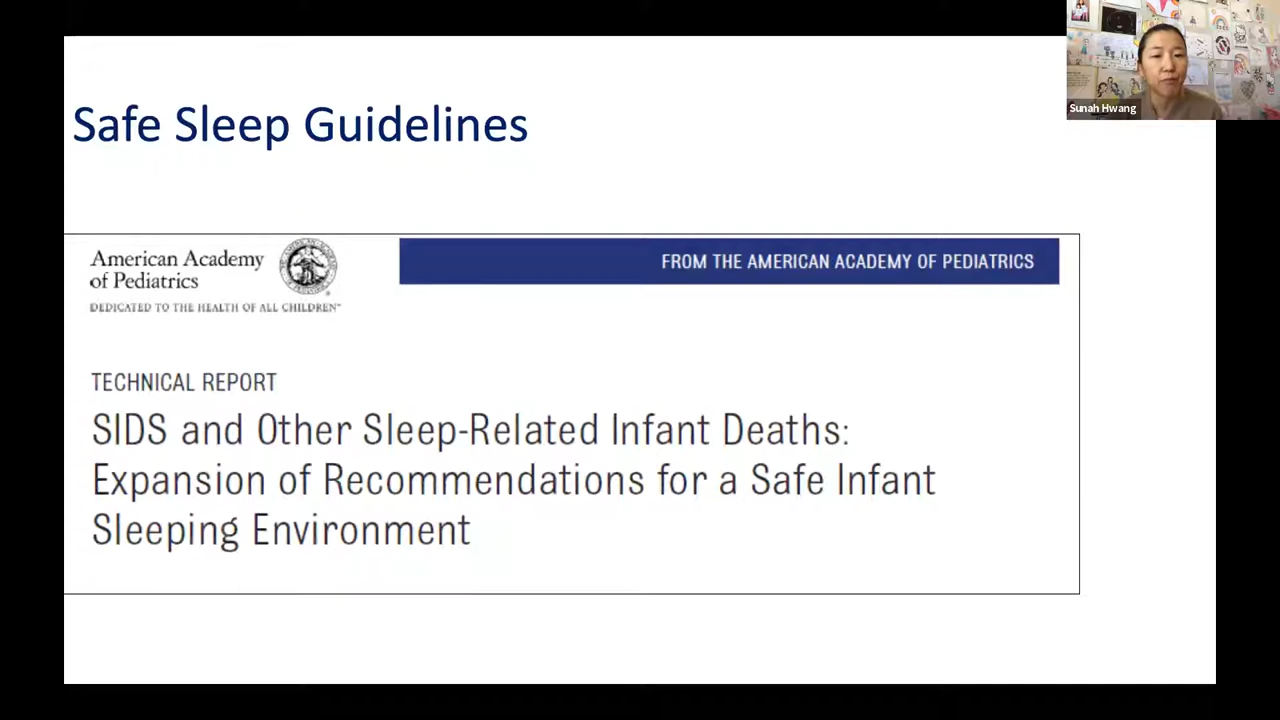 Safe Sleep Guidelines
Sunah Hwang
American Academy
of Pediatrics
DEDICATED TO THE HEALTH OF ALL CHILDREN™
FROM THE AMERICAN ACADEMY OF PEDIATRICS
TECHNICAL REPORT
SIDS and Other Sleep-Related Infant Deaths:
Expansion of Recommendations for a Safe Infant
Sleeping Environment